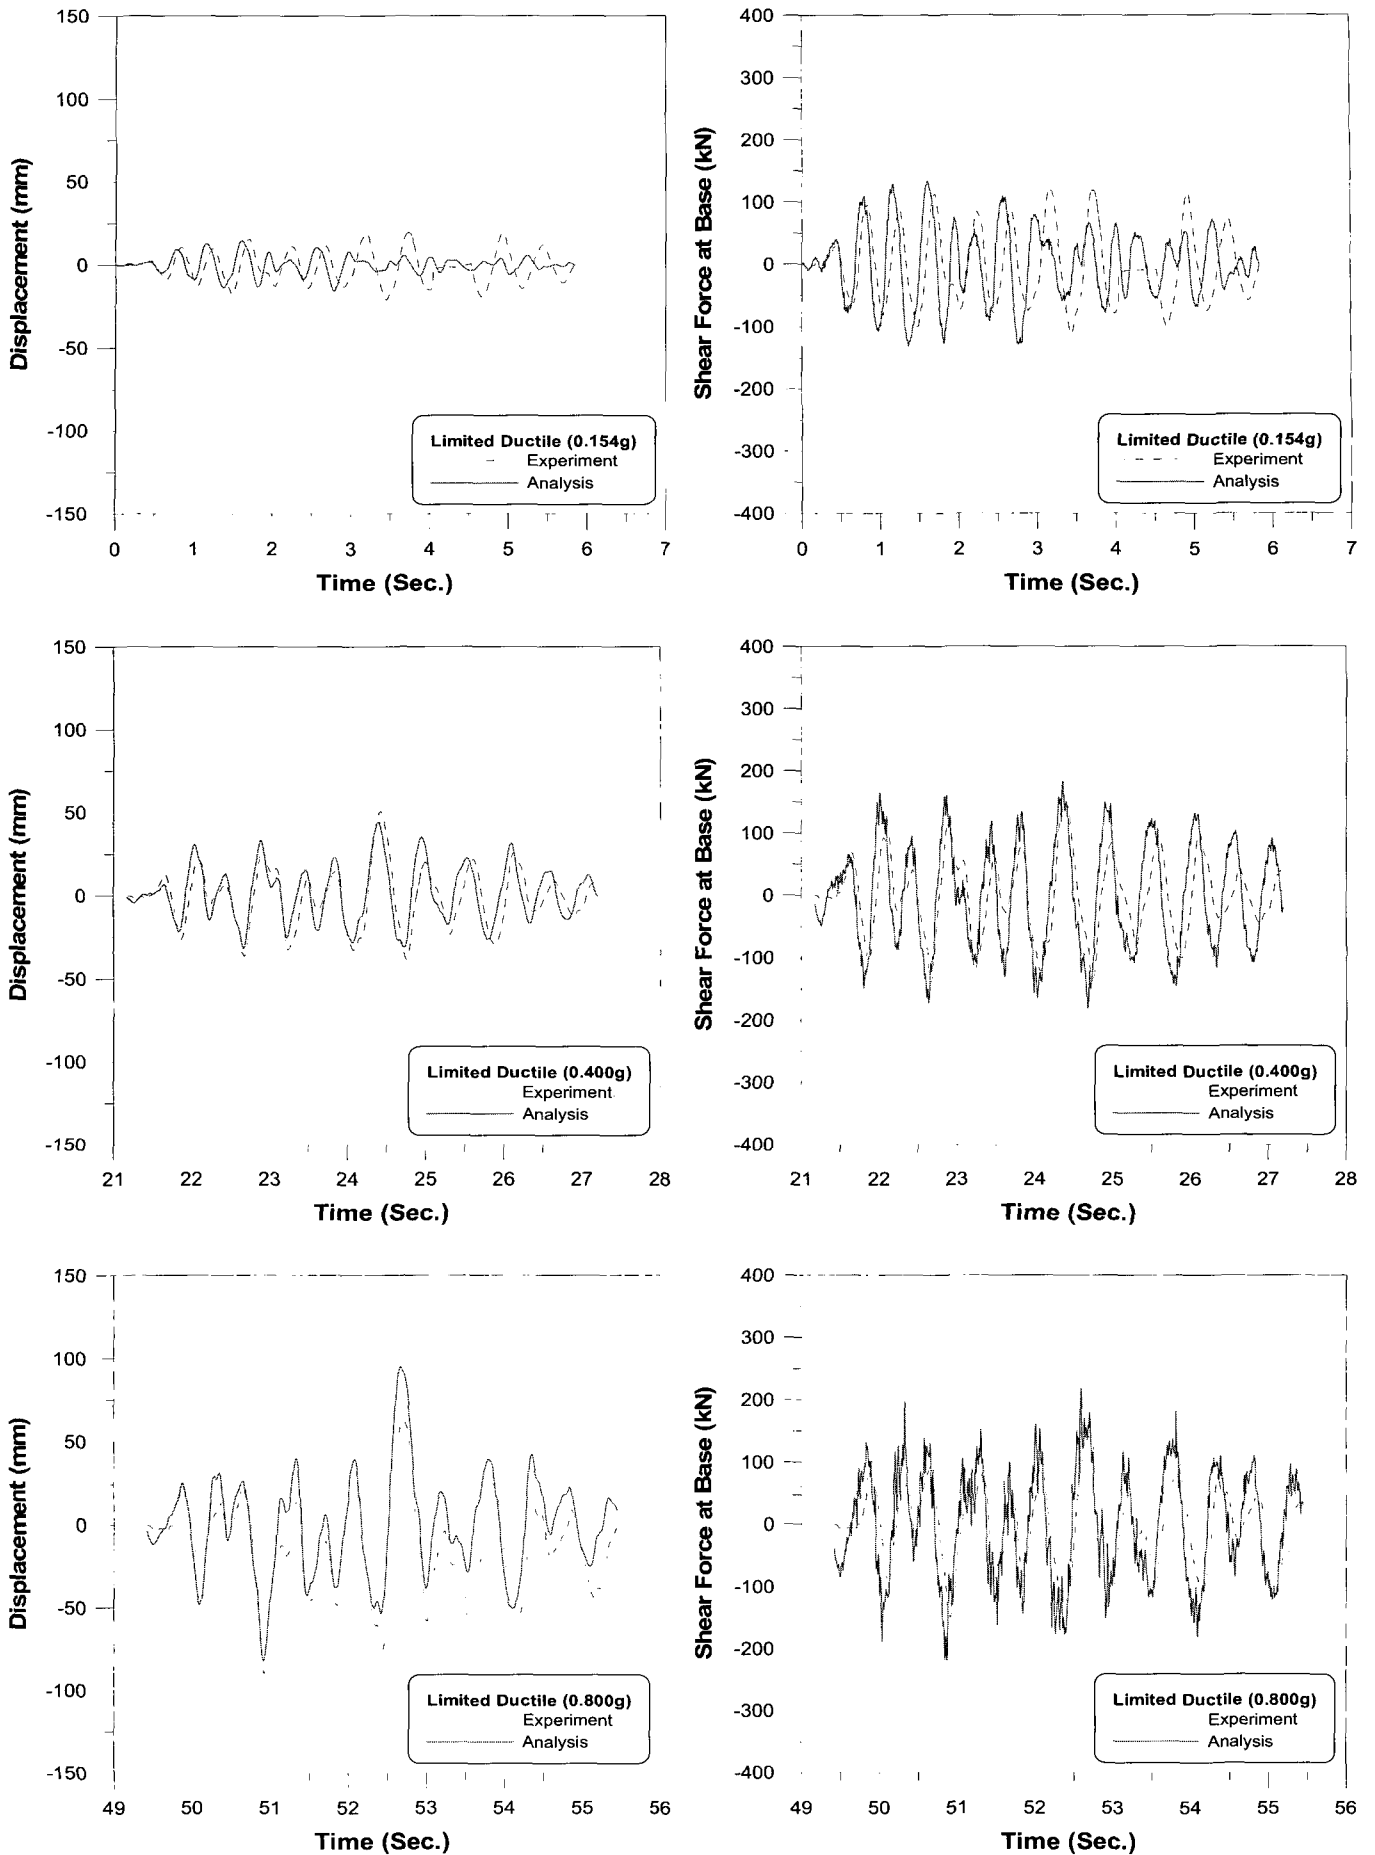 150
100
50
0
-50
-100
-150
Displacement (mm)
Limited Ductile (0.154g)
Experiment
Analysis
0 1 2 3 4 5 6 7
Time (Sec.)
400
300
200
100
0
-100
-200
-300
-400
Shear Force at Base (kN)
Limited Ductile (0.154g)
Experiment
Analysis
0 1 2 3 4 5 6 7
Time (Sec.)
150
100
50
0
-50
-100
-150
Displacement (mm)
Limited Ductile (0.400g)
Experiment
Analysis
21 22 23 24 25 26 27 28
Time (Sec.)
400
300
200
100
0
-100
-200
-300
-400
Shear Force at Base (kN)
Limited Ductile (0.400g)
Experiment
Analysis
21 22 23 24 25 26 27 28
Time (Sec.)
150
100
50
0
-50
-100
-150
Displacement (mm)
Limited Ductile (0.800g)
Experiment
Analysis
49 50 51 52 53 54 55 56
Time (Sec.)
400
300
200
100
0
-100
-200
-300
-400
Shear Force at Base (kN)
Limited Ductile (0.800g)
Experiment
Analysis
49 50 51 52 53 54 55 56
Time (Sec.)